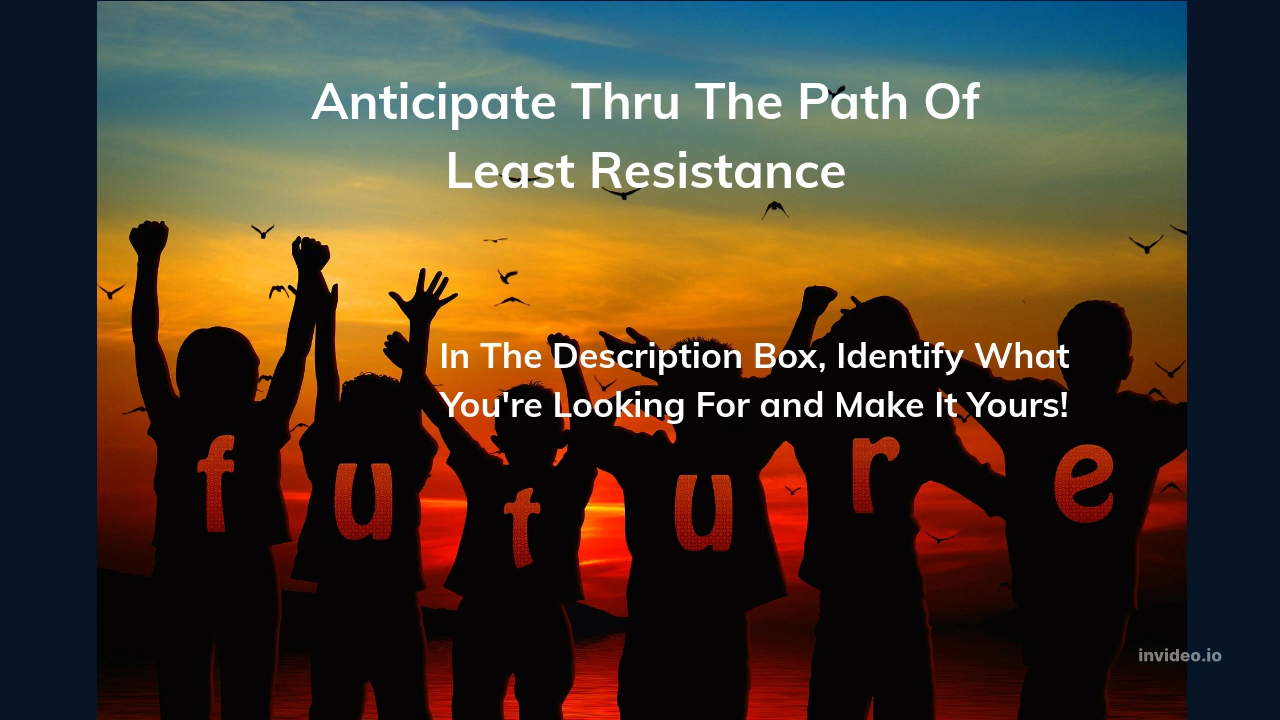 Anticipate Thru The Path Of
Least Resistance
In The Description Box, Identify What
You're Looking For and Make It Yours!
future
invideo.io